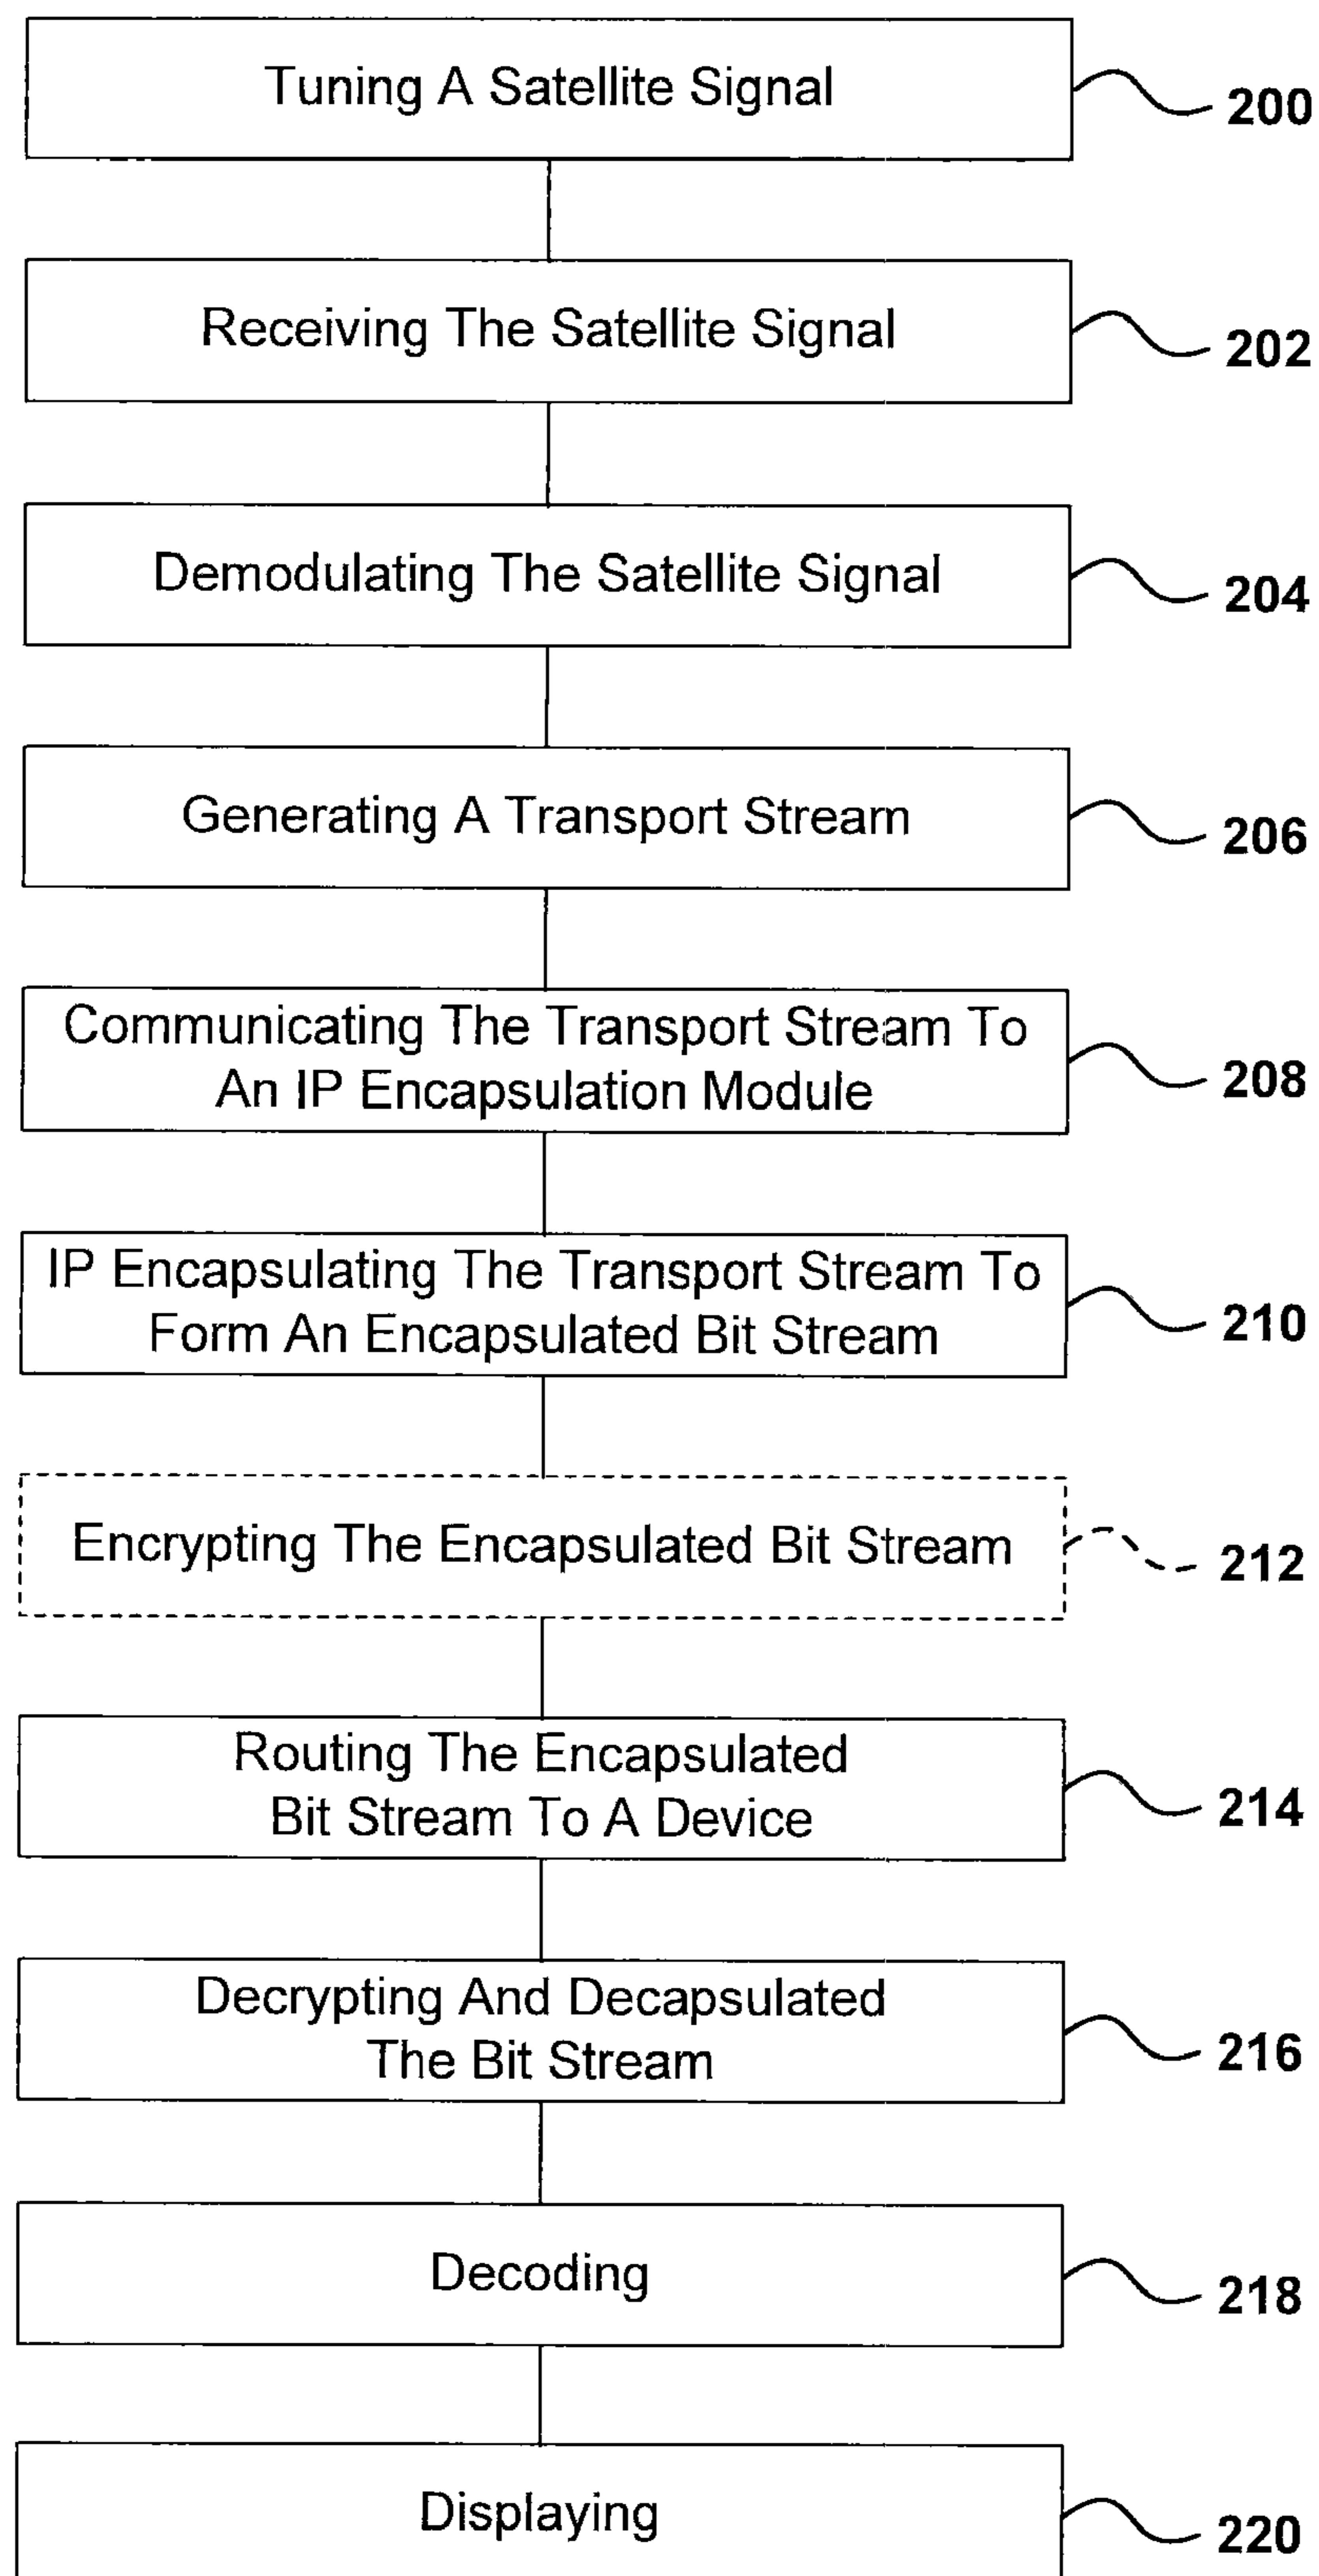 Tuning A Satellite Signal
200
Receiving The Satellite Signal
202
Demodulating The Satellite Signal
204
Generating A Transport Stream
206
Communicating The Transport Stream To
An IP Encapsulation Module
208
IP Encapsulating The Transport Stream To
Form An Encapsulated Bit Stream
210
Encrypting The Encapsulated Bit Stream
212
Routing The Encapsulated
Bit Stream To A Device
214
Decrypting And Decapsulated
The Bit Stream
216
Decoding
218
Displaying
220